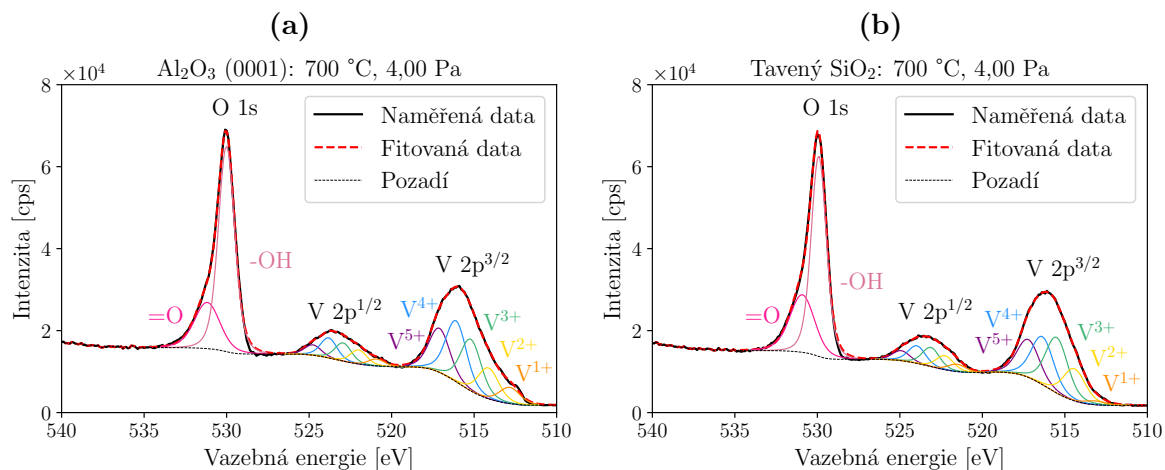 (a)
×10⁴
Al₂O₃ (0001): 700 °C, 4,00 Pa
O 1s
Naměřená data
Fitovaná data
Pozadí
-OH
=O
V 2p¹/²
V 2p³/²
V⁵⁺
V⁴⁺
V³⁺
V²⁺
V¹⁺
Intenzita [cps]
8
6
4
2
0
540 535 530 525 520 515 510
Vazebná energie [eV]
(b)
×10⁴
Tavený SiO₂: 700 °C, 4,00 Pa
O 1s
Naměřená data
Fitovaná data
Pozadí
-OH
=O
V 2p¹/²
V 2p³/²
V⁵⁺
V⁴⁺
V³⁺
V²⁺
V¹⁺
Intenzita [cps]
8
6
4
2
0
540 535 530 525 520 515 510
Vazebná energie [eV]